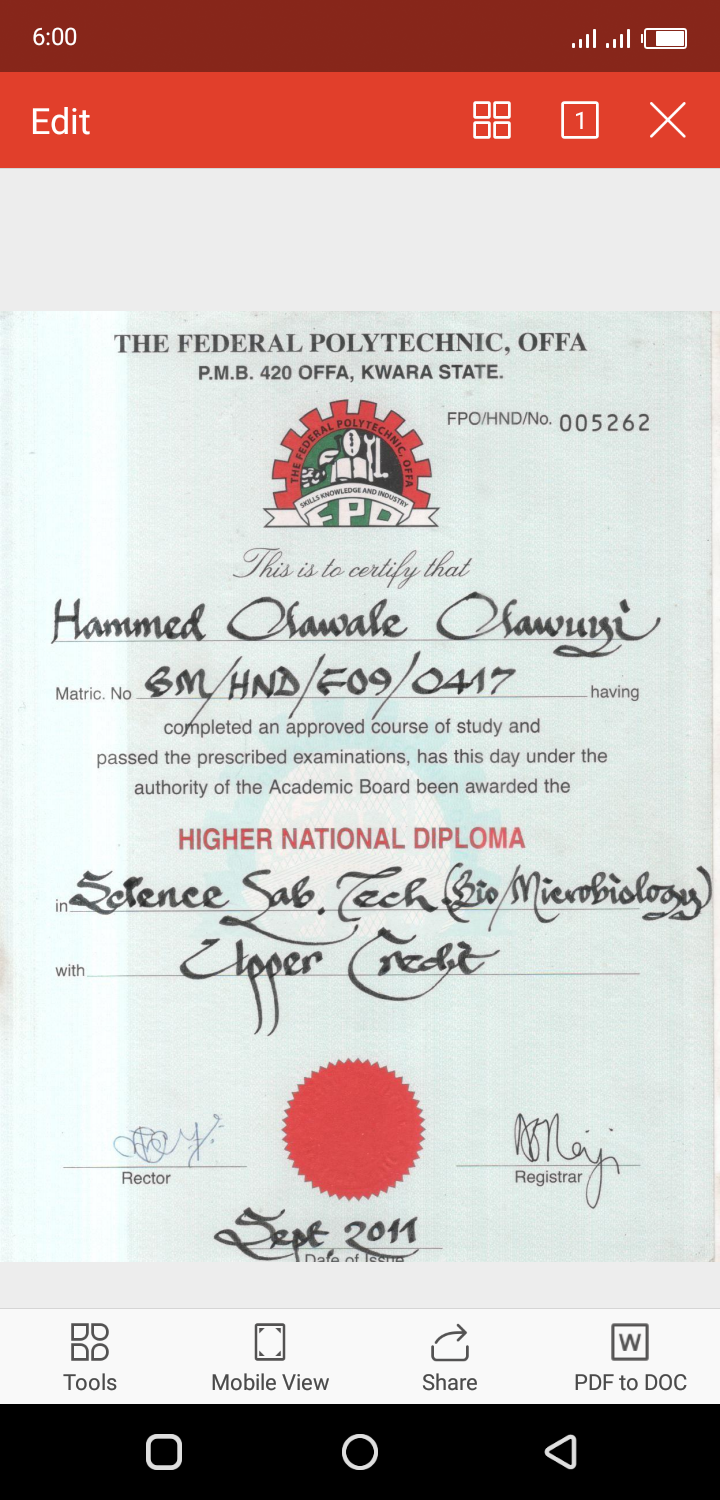 6:00
Edit
1
THE FEDERAL POLYTECHNIC, OFFA
P.M.B. 420 OFFA, KWARA STATE.
FPO/HND/No. 005262
THE FEDERAL POLYTECHNIC, OFFA
SKILLS KNOWLEDGE AND INDUSTRY
FPO
This is to certify that
Hammed Olawale Olawuyi
Matric. No SM/HND/F09/0417 having
completed an approved course of study and
passed the prescribed examinations, has this day under the
authority of the Academic Board been awarded the
HIGHER NATIONAL DIPLOMA
in Science Lab. Tech (Bio/Microbiology)
with Upper Credit
Rector
Registrar
Sept, 2011
Date of Issue
Tools
Mobile View
Share
W
PDF to DOC